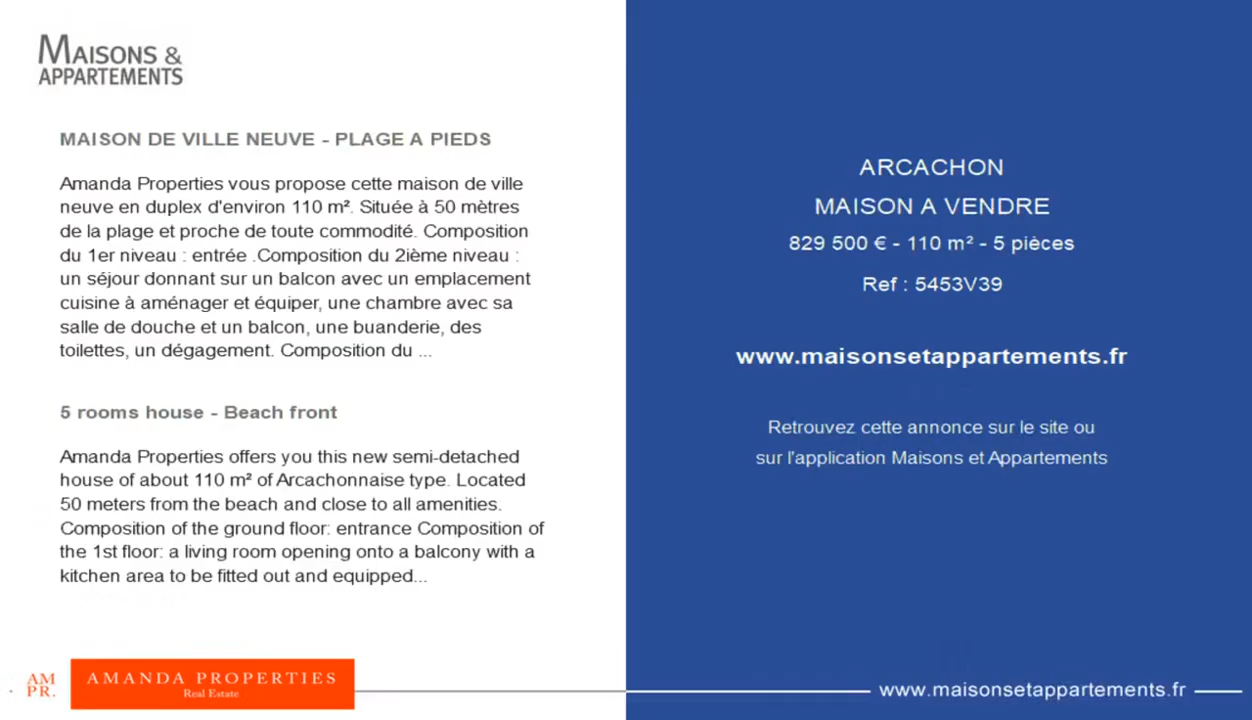 MAISONS &
APPARTEMENTS
MAISON DE VILLE NEUVE - PLAGE A PIEDS
Amanda Properties vous propose cette maison de ville
neuve en duplex d'environ 110 m². Située à 50 mètres
de la plage et proche de toute commodité. Composition
du 1er niveau : entrée .Composition du 2ième niveau :
un séjour donnant sur un balcon avec un emplacement
cuisine à aménager et équiper, une chambre avec sa
salle de douche et un balcon, une buanderie, des
toilettes, un dégagement. Composition du ...
5 rooms house - Beach front
Amanda Properties offers you this new semi-detached
house of about 110 m² of Arcachonnaise type. Located
50 meters from the beach and close to all amenities.
Composition of the ground floor: entrance Composition of
the 1st floor: a living room opening onto a balcony with a
kitchen area to be fitted out and equipped...
AM
PR.
AMANDA PROPERTIES
Real Estate
ARCACHON
MAISON A VENDRE
829 500 € - 110 m² - 5 pièces
Ref : 5453V39
www.maisonsetappartements.fr
Retrouvez cette annonce sur le site ou
sur l'application Maisons et Appartements
www.maisonsetappartements.fr